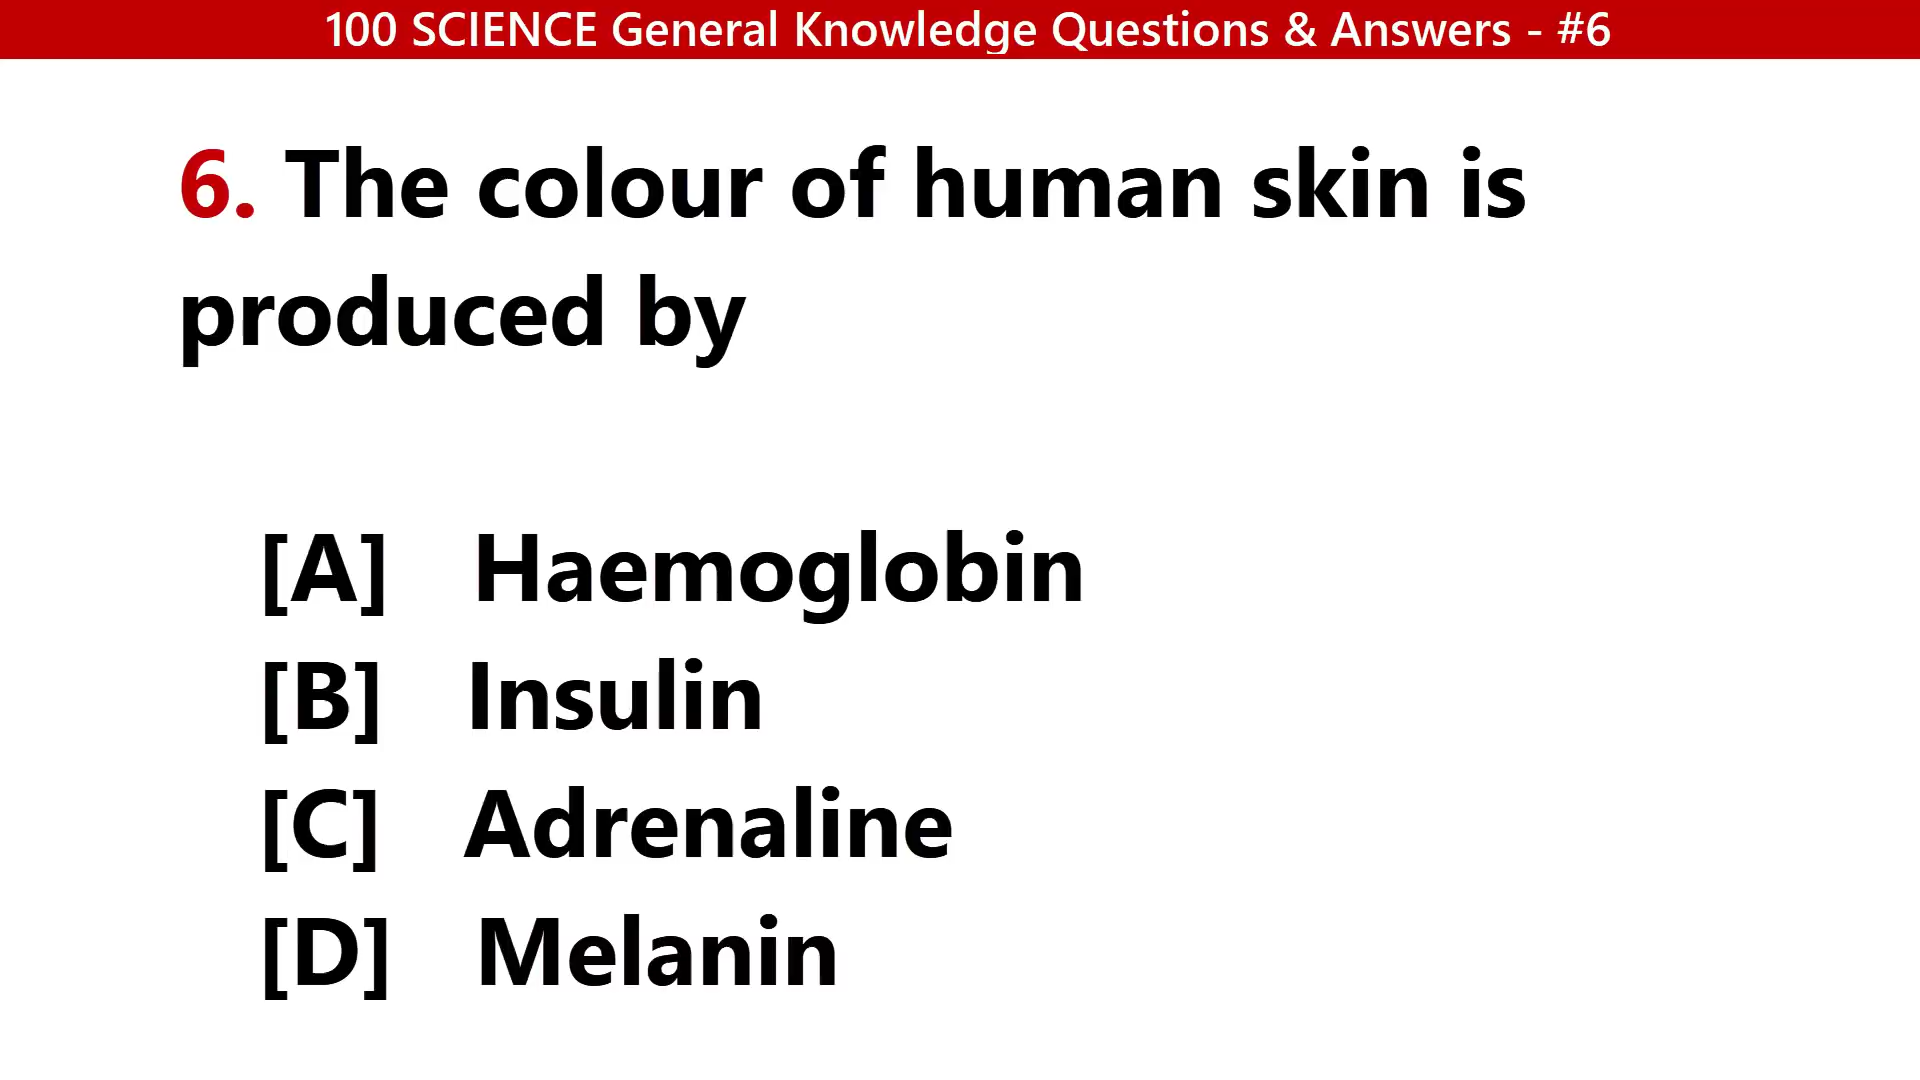 100 SCIENCE General Knowledge Questions & Answers - #6
6. The colour of human skin is
produced by
[A] Haemoglobin
[B] Insulin
[C] Adrenaline
[D] Melanin